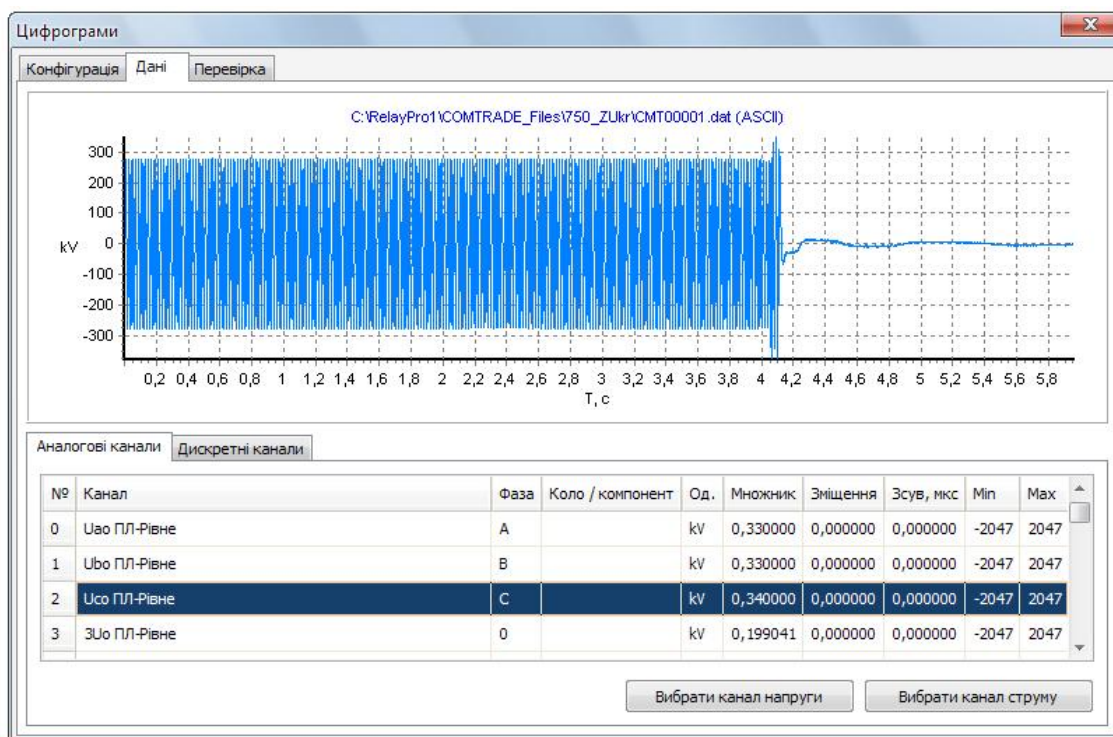 Цифрограми
Конфігурація Дані Перевірка
C:\RelayPro1\COMTRADE_Files\750_ZUkr\CMT00001.dat (ASCII)
300
200
100
kV 0
-100
-200
-300
0,2 0,4 0,6 0,8 1 1,2 1,4 1,6 1,8 2 2,2 2,4 2,6 2,8 3 3,2 3,4 3,6 3,8 4 4,2 4,4 4,6 4,8 5 5,2 5,4 5,6 5,8
Т, с
Аналогові канали Дискретні канали
№ Канал Фаза Коло / компонент Од. Множник Зміщення Зсув, мкс Min Max
0 Uao ПЛ-Рівне A kV 0,330000 0,000000 0,000000 -2047 2047
1 Ubo ПЛ-Рівне B kV 0,330000 0,000000 0,000000 -2047 2047
2 Uco ПЛ-Рівне C kV 0,340000 0,000000 0,000000 -2047 2047
3 3Uo ПЛ-Рівне 0 kV 0,199041 0,000000 0,000000 -2047 2047
Вибрати канал напруги Вибрати канал струму